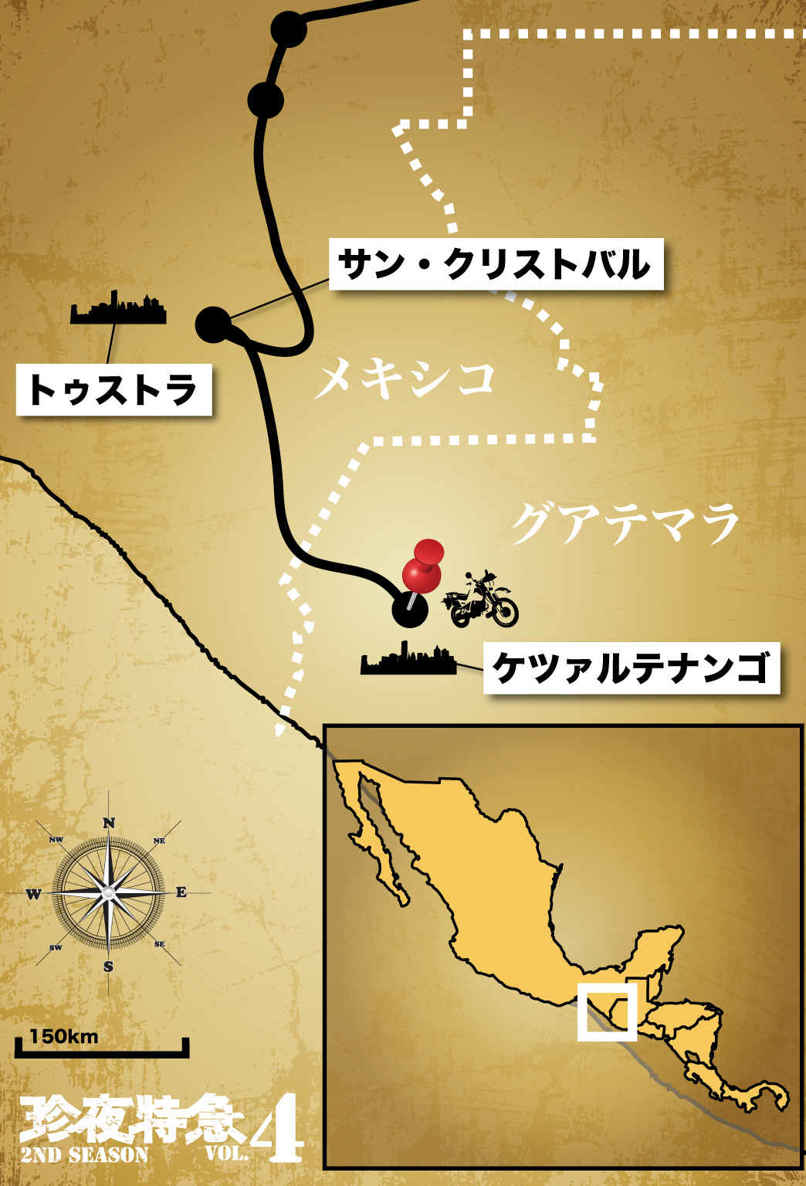 サン・クリストバル
トゥストラ
メキシコ
グアテマラ
ケツァルテナンゴ
N
NW
NE
W
E
SW
SE
S
150km
珍夜特急
2ND SEASON
VOL.4